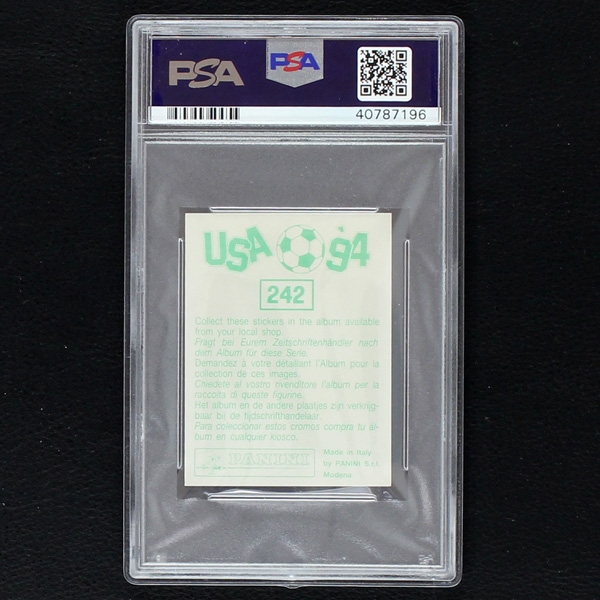 PSA PSA
40787196
USA '94
242
Collect these stickers in the album available
from your local shop.
Fragt bei Eurem Zeitschriftenhändler nach
dem Album für diese Serie.
Demandez à votre détaillant l'Album pour la
collection de ces images.
Chiedete al vostro rivenditore l'album per la
raccolta di queste figurine.
Het album en de andere plaatjes zijn verkrijg-
baar bij de tijdschrifthandelaar.
Para coleccionar estos cromos compra tu ál-
bum en cualquier kiosco.
PANINI
Made in Italy
by PANINI S.r.l.
Modena